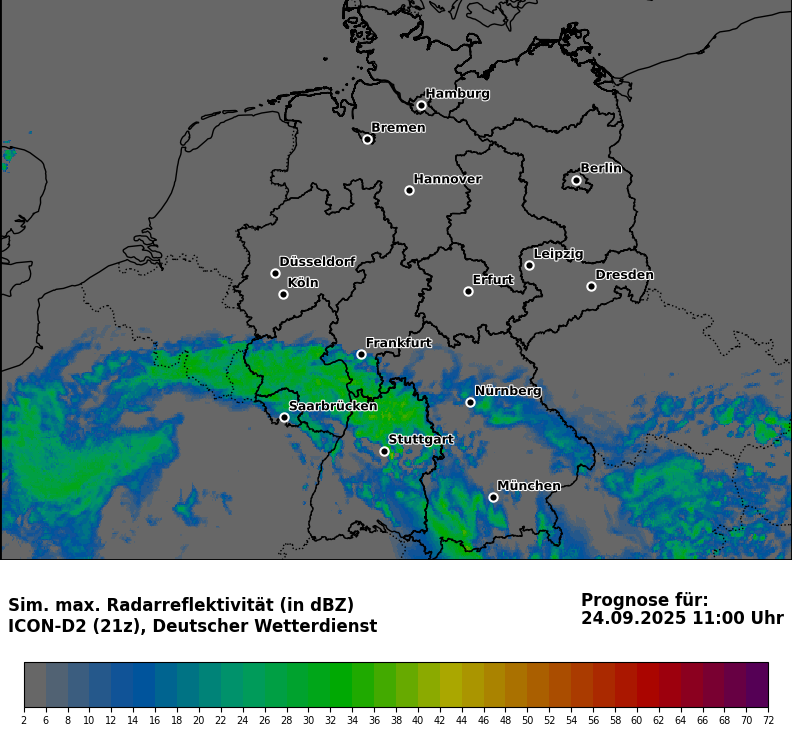 Hamburg
Bremen
Berlin
Hannover
Leipzig
Düsseldorf
Dresden
Köln
Erfurt
Frankfurt
Nürnberg
Saarbrücken
Stuttgart
München
Sim. max. Radarreflektivität (in dBZ)
ICON-D2 (21z), Deutscher Wetterdienst
Prognose für:
24.09.2025 11:00 Uhr
2 6 8 10 12 14 16 18 20 22 24 26 28 30 32 34 36 38 40 42 44 46 48 50 52 54 56 58 60 62 64 66 68 70 72